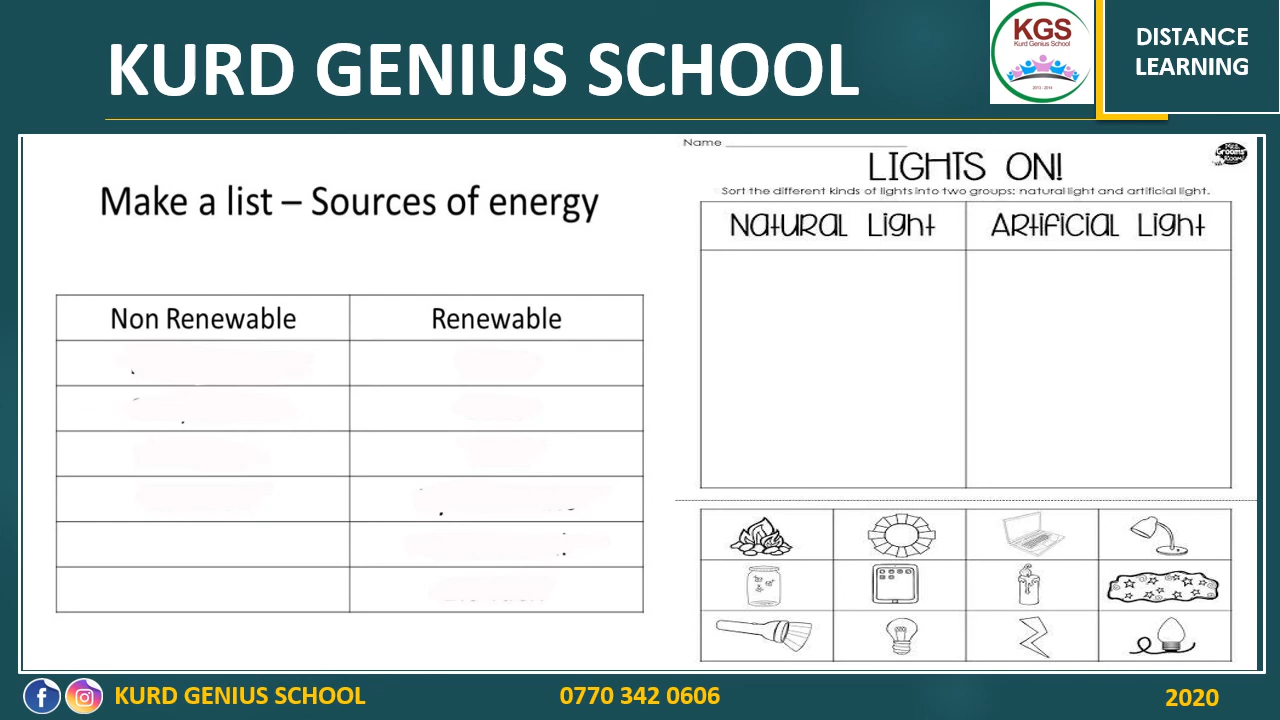 KURD GENIUS SCHOOL
KGS
Kurd Genius School
DISTANCE
LEARNING
Make a list – Sources of energy
Non Renewable Renewable
Name
LIGHTS ON!
Sort the different kinds of lights into two groups: natural light and artificial light.
Natural Light Artificial Light
KURD GENIUS SCHOOL
0770 342 0606
2020